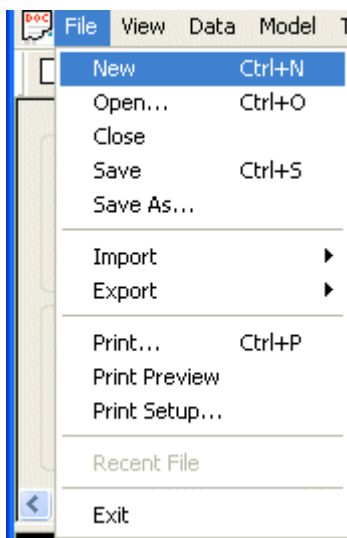 DOC File View Data Model
New Ctrl+N
Open... Ctrl+O
Close
Save Ctrl+S
Save As...
Import
Export
Print... Ctrl+P
Print Preview
Print Setup...
Recent File
Exit